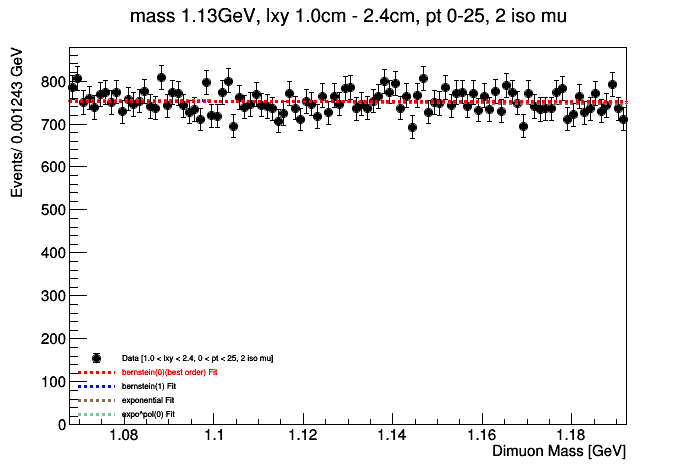 mass 1.13GeV, lxy 1.0cm - 2.4cm, pt 0-25, 2 iso mu
Events/ 0.001243 GeV
800
700
600
500
400
300
200
100
0
Data [1.0 < lxy < 2.4, 0 < pt < 25, 2 iso mu]
bernstein(0)(best order) Fit
bernstein(1) Fit
exponential Fit
expo*pol(0) Fit
1.08 1.1 1.12 1.14 1.16 1.18
Dimuon Mass [GeV]